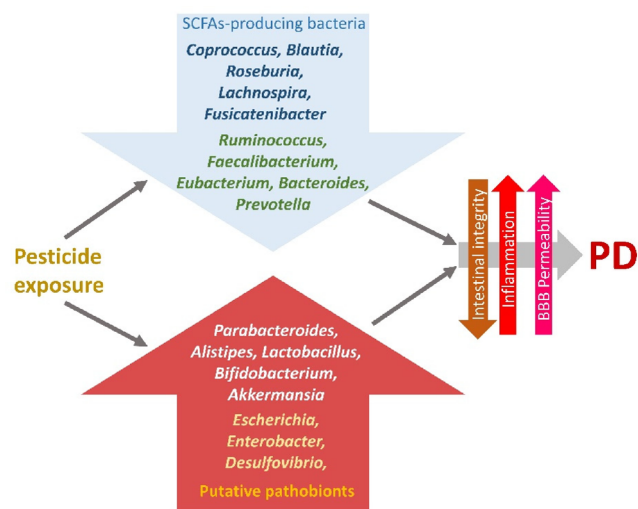 SCFAs-producing bacteria
Coprococcus, Blautia,
Roseburia,
Lachnospira,
Fusicatenibacter
Ruminococcus,
Faecalibacterium,
Eubacterium, Bacteroides,
Prevotella
Pesticide
exposure
Parabacteroides,
Alistipes, Lactobacillus,
Bifidobacterium,
Akkermansia
Escherichia,
Enterobacter,
Desulfovibrio,
Putative pathobionts
Intestinal integrity
Inflammation
BBB Permeability
PD